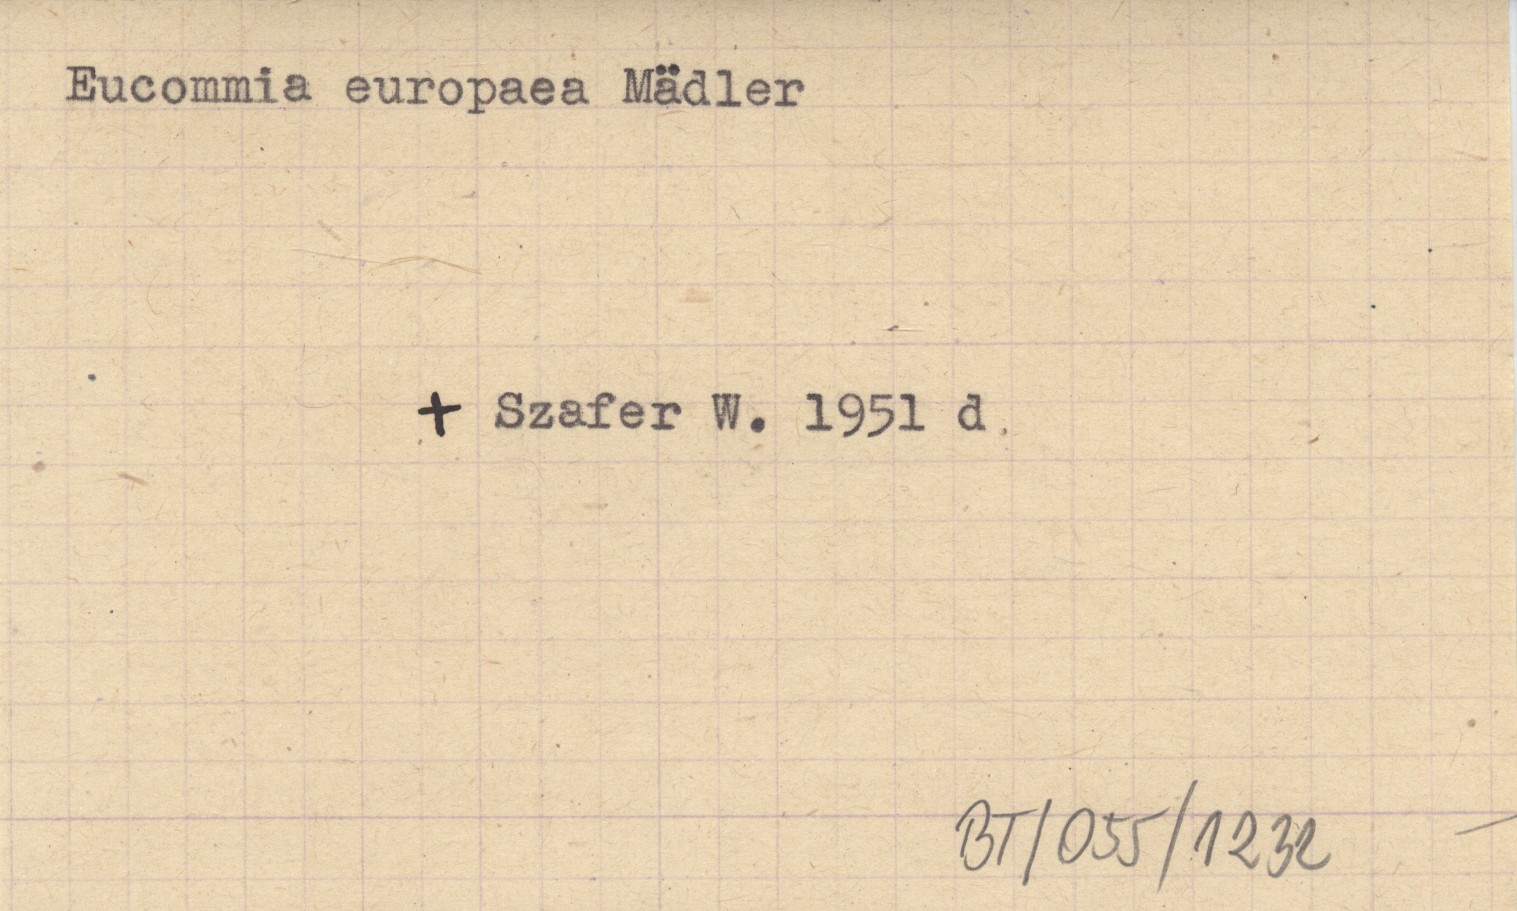 Eucommia europaea Mädler
+ Szafer W. 1951 d.
BT/055/1232